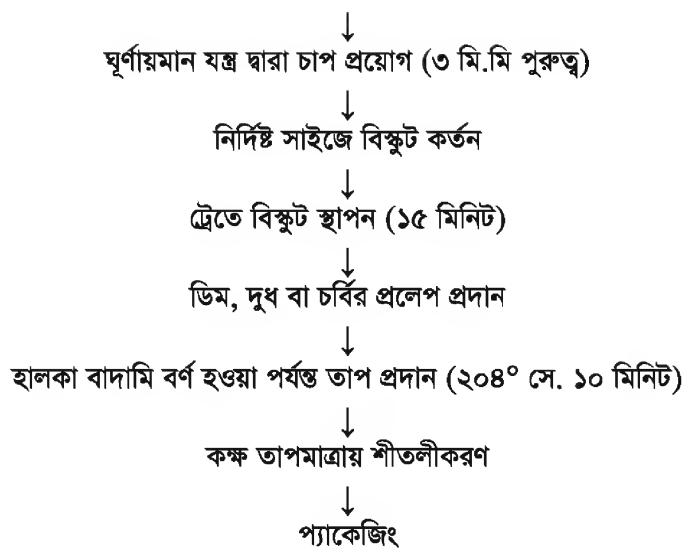 ↓
ঘূর্ণায়মান যন্ত্র দ্বারা চাপ প্রয়োগ (৩ মি.মি পুরুত্ব)
↓
নির্দিষ্ট সাইজে বিস্কুট কর্তন
↓
ট্রেতে বিস্কুট স্থাপন (১৫ মিনিট)
↓
ডিম, দুধ বা চর্বির প্রলেপ প্রদান
↓
হালকা বাদামি বর্ণ হওয়া পর্যন্ত তাপ প্রদান (২০৪° সে. ১০ মিনিট)
↓
কক্ষ তাপমাত্রায় শীতলীকরণ
↓
প্যাকেজিং